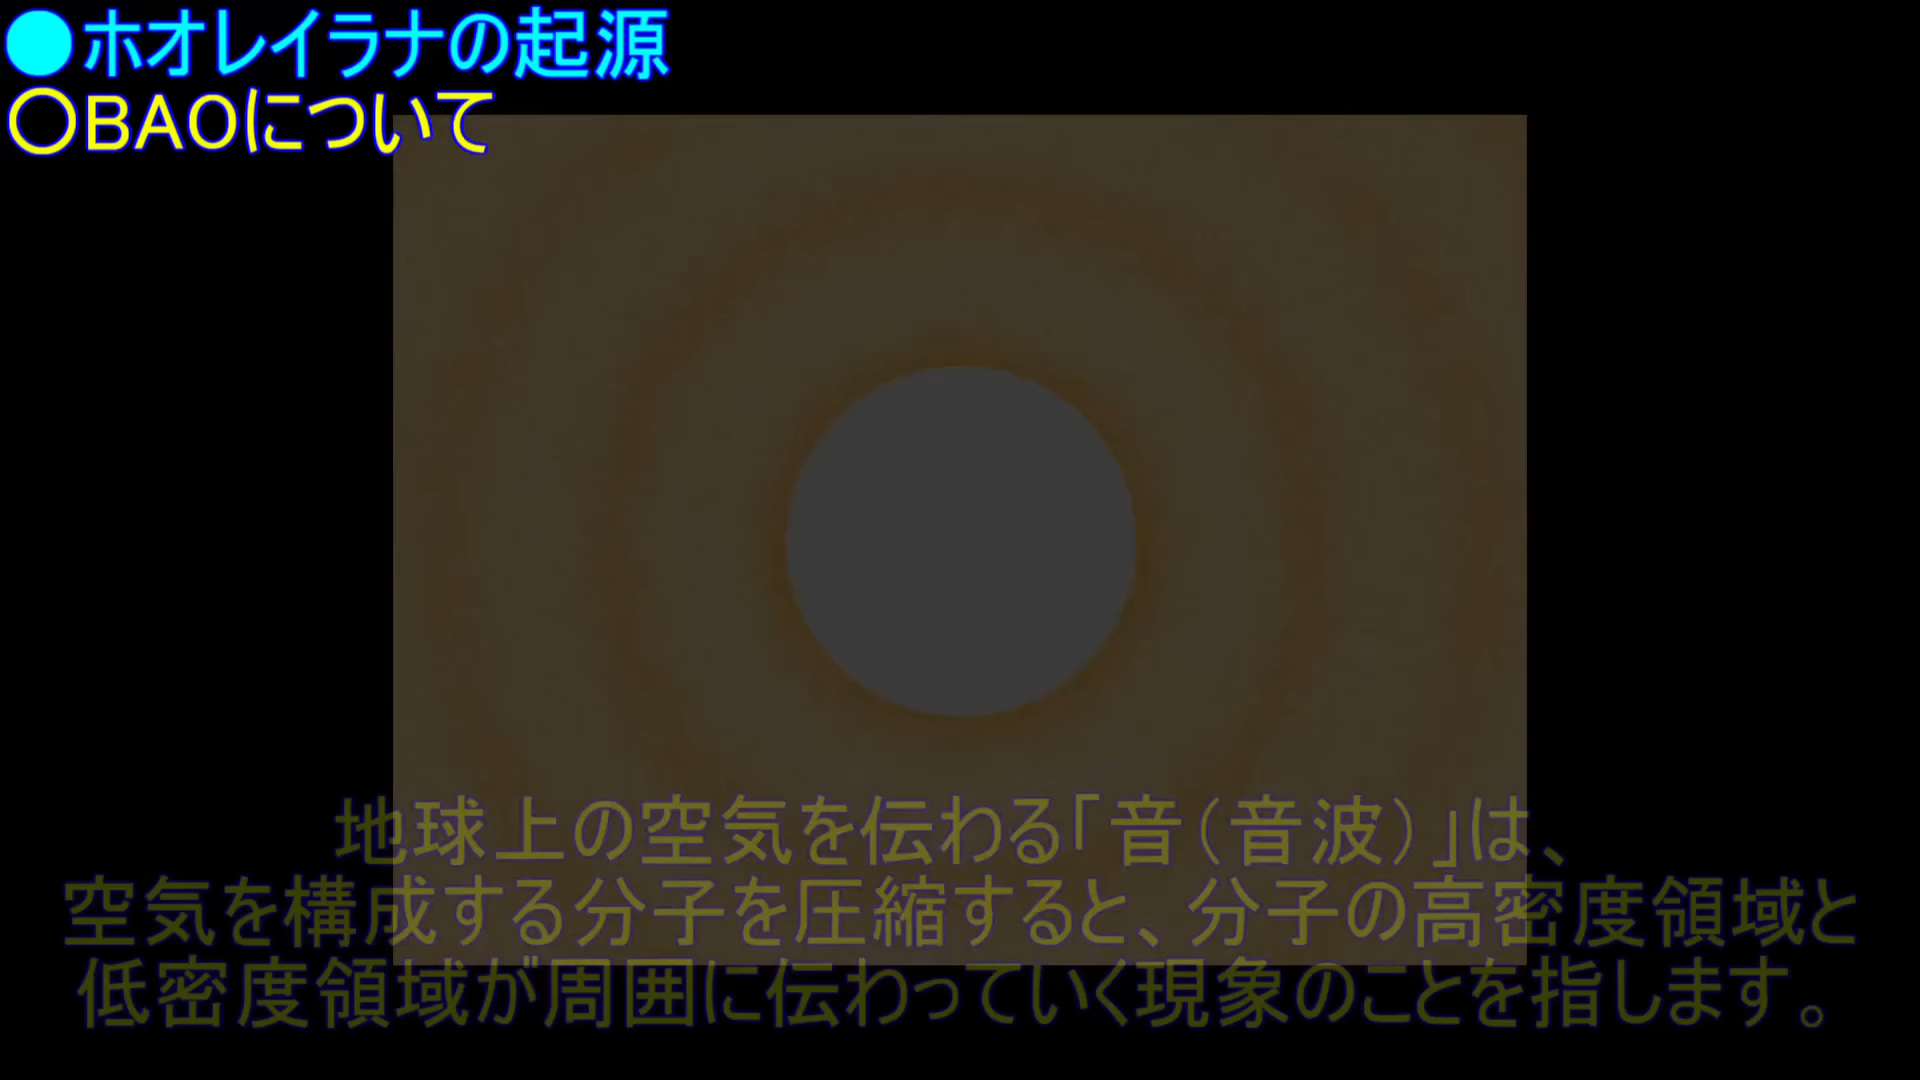 ●ホオレイラナの起源
○BAOについて
地球上の空気を伝わる｢音(音波)｣は、
空気を構成する分子を圧縮すると、分子の高密度領域と
低密度領域が周囲に伝わっていく現象のことを指します。